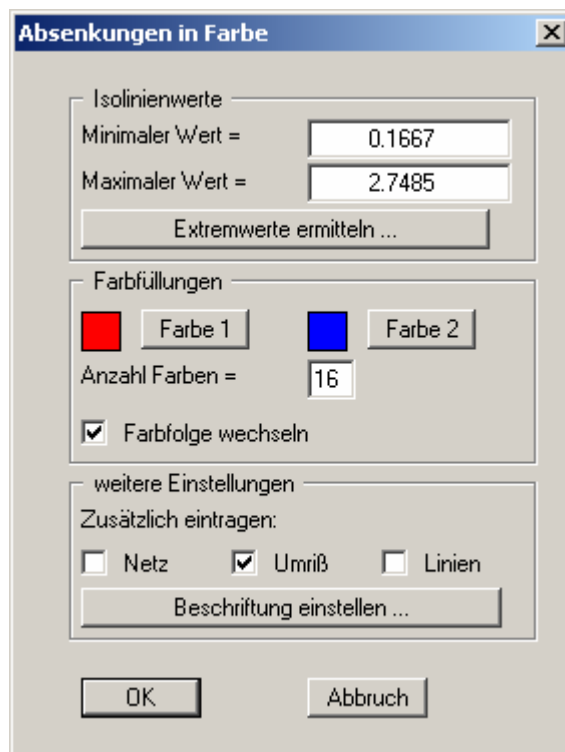 Absenkungen in Farbe
Isolinienwerte
Minimaler Wert = 0.1667
Maximaler Wert = 2.7485
Extremwerte ermitteln ...
Farbfüllungen
Farbe 1 Farbe 2
Anzahl Farben = 16
Farbfolge wechseln
weitere Einstellungen
Zusätzlich eintragen:
Netz Umriß Linien
Beschriftung einstellen ...
OK Abbruch